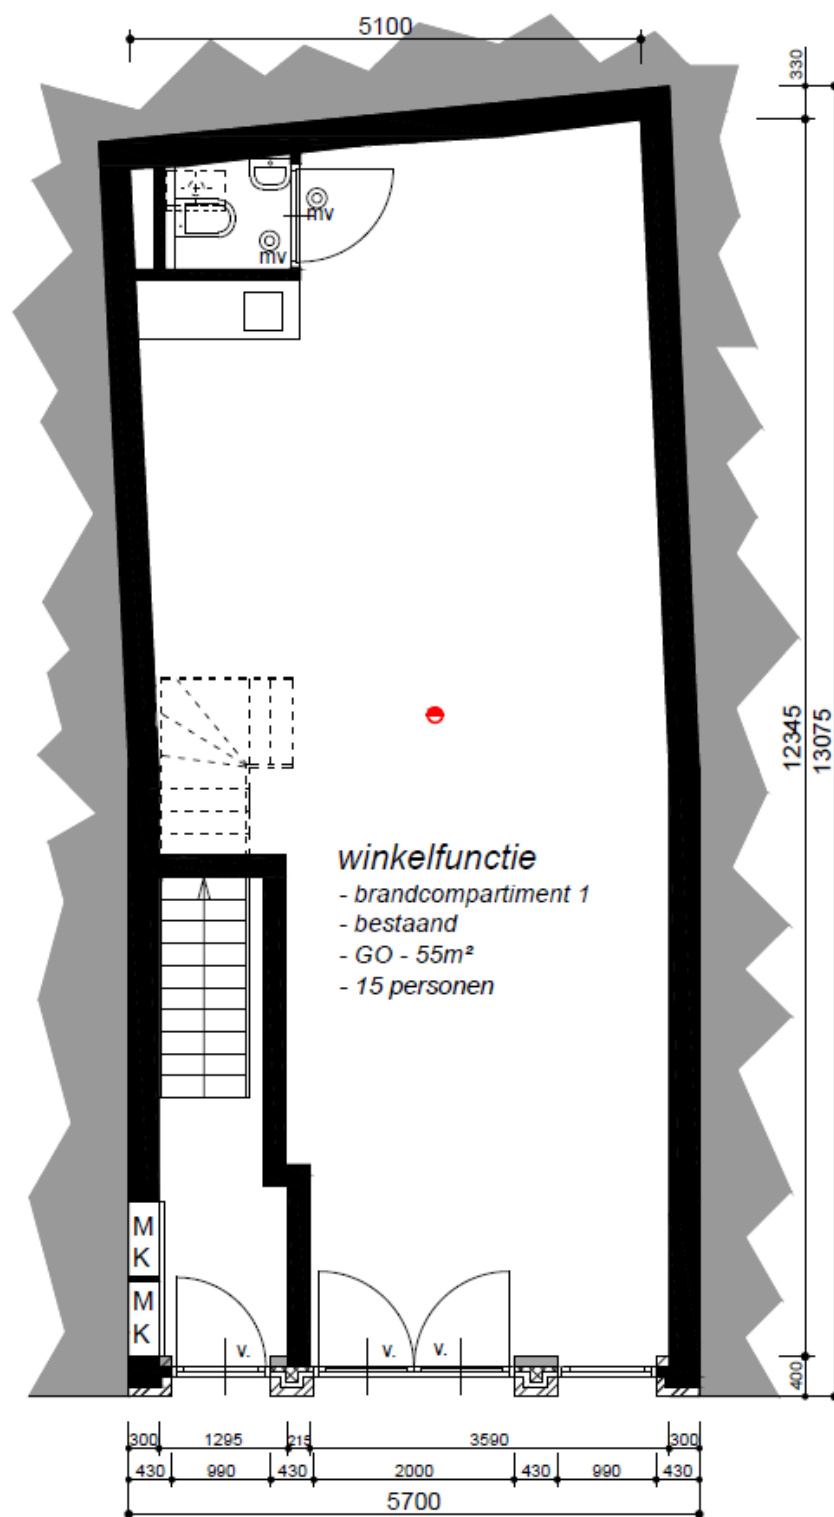 5100
330
mv
mv
12345
13075
winkelfunctie
- brandcompartiment 1
- bestaand
- GO - 55m²
- 15 personen
M
K
M
K
v.
v.
v.
400
300 1295 215 3590 300
430 990 430 2000 430 990 430
5700